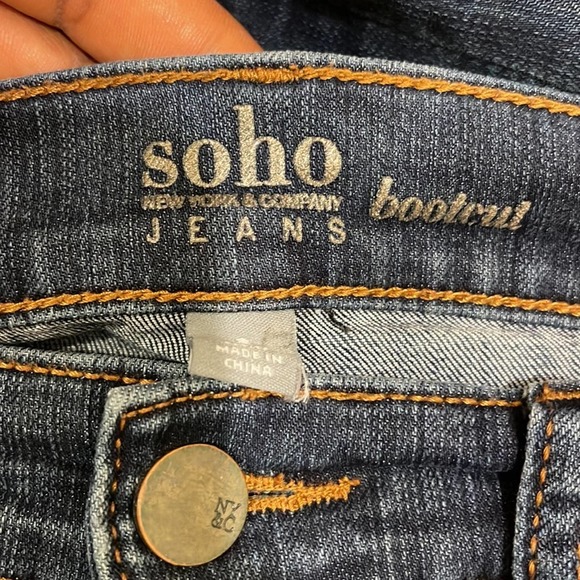 soho
NEW YORK & COMPANY
JEANS
bootcut
MADE IN
CHINA
NY
&C